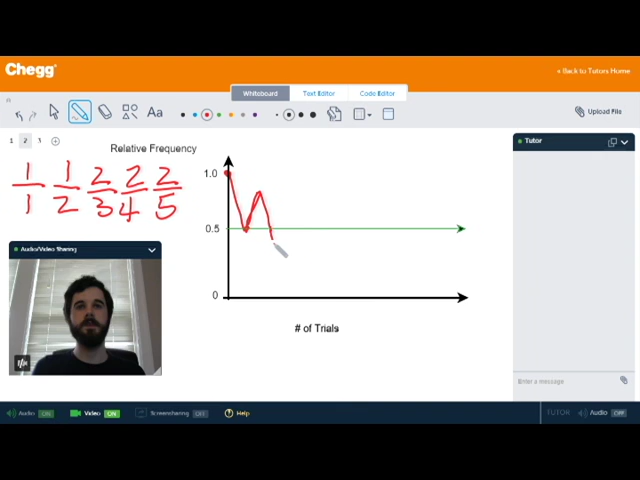 Chegg
< Back to Tutors Home
Whiteboard Text Editor Code Editor
Aa
Upload File
1 2 3
Relative Frequency
Tutor
1/1 1/2 2/3 2/4 2/5
1.0
0.5
0
# of Trials
Audio/Video Sharing
Enter a message
Audio ON Video ON Screensharing OFF Help
TUTOR Audio OFF